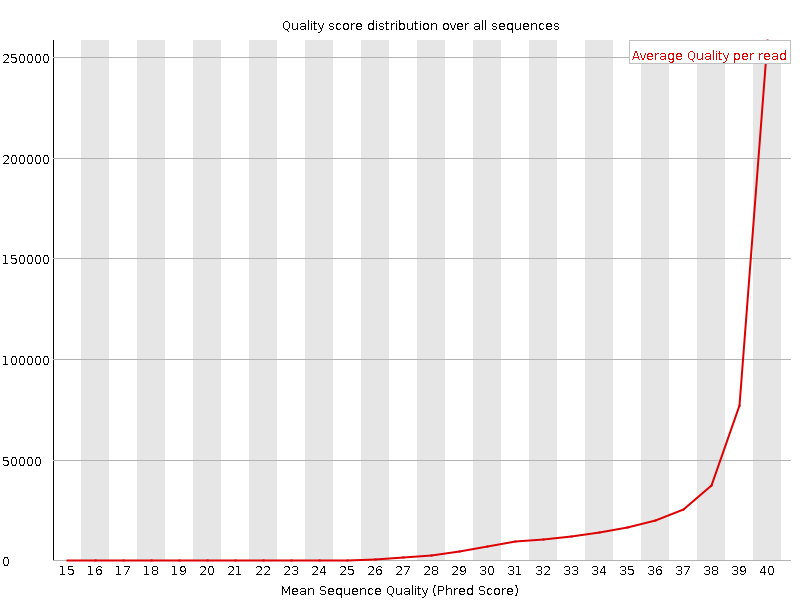 Quality score distribution over all sequences
Average Quality per read
250000
200000
150000
100000
50000
0
15 16 17 18 19 20 21 22 23 24 25 26 27 28 29 30 31 32 33 34 35 36 37 38 39 40
Mean Sequence Quality (Phred Score)